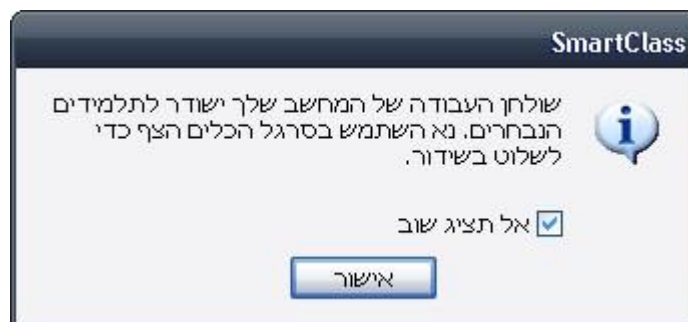 SmartClass
שולחן העבודה של המחשב שלך ישודר לתלמידים
הנבחרים. נא השתמש בסרגל הכלים הצף כדי
לשלוט בשידור.
אל תציג שוב
אישור